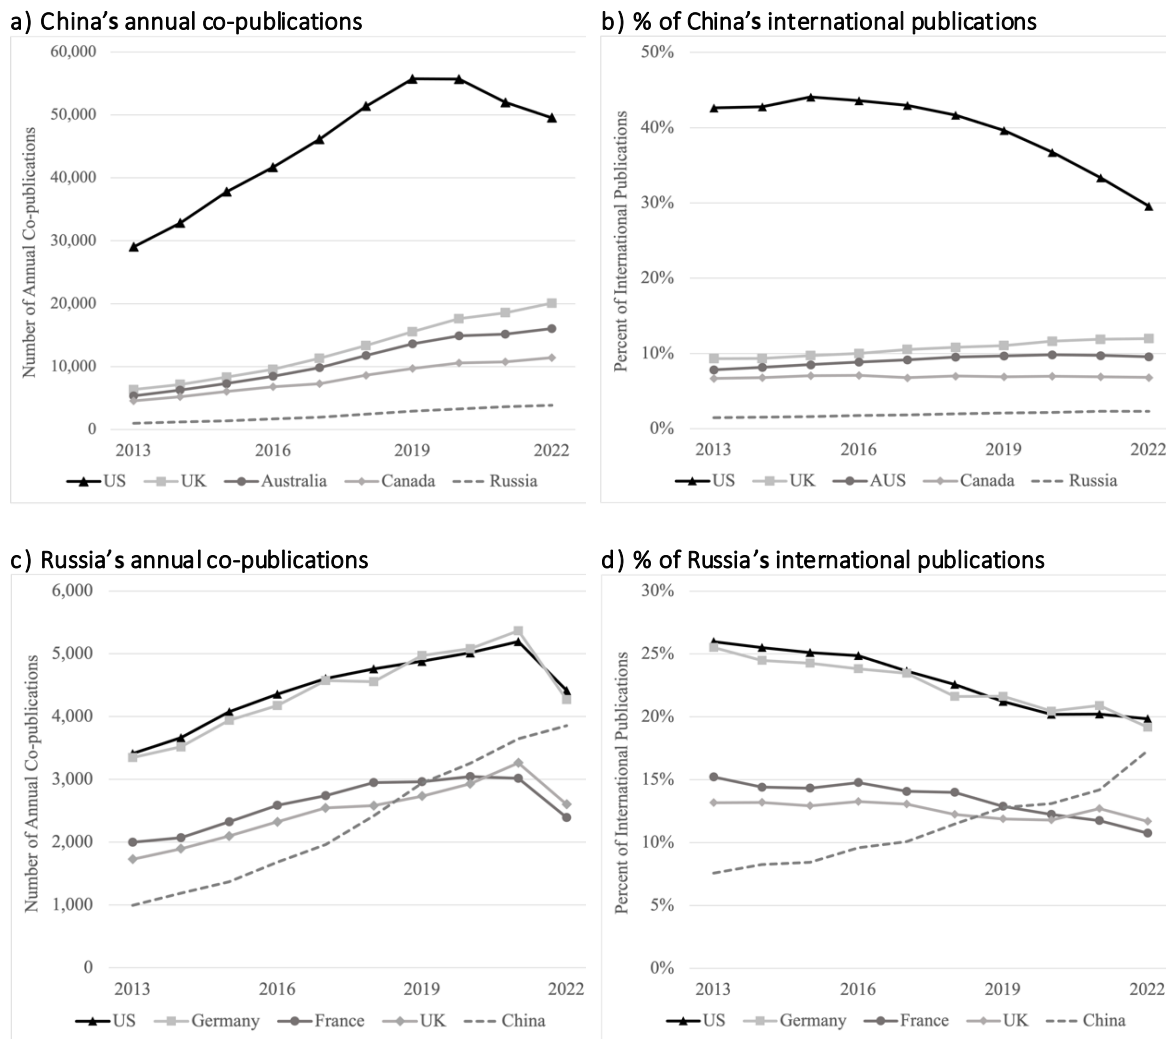 a) China's annual co-publications
60,000
50,000
40,000
30,000
20,000
10,000
0
Number of Annual Co-publications
2013 2016 2019 2022
US UK Australia Canada Russia
b) % of China's international publications
50%
40%
30%
20%
10%
0%
Percent of International Publications
2013 2016 2019 2022
US UK AUS Canada Russia
c) Russia's annual co-publications
6,000
5,000
4,000
3,000
2,000
1,000
0
Number of Annual Co-publications
2013 2016 2019 2022
US Germany France UK China
d) % of Russia's international publications
30%
25%
20%
15%
10%
5%
0%
Percent of International Publications
2013 2016 2019 2022
US Germany France UK China